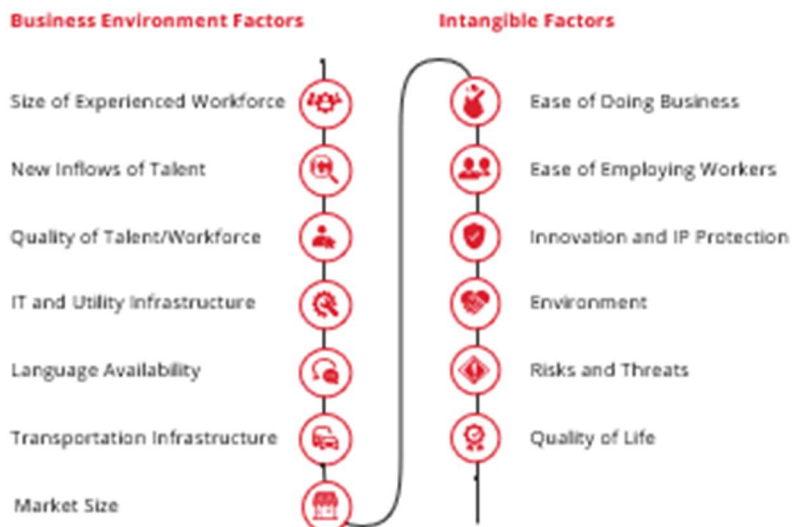 Business Environment Factors
Size of Experienced Workforce
New Inflows of Talent
Quality of Talent/Workforce
IT and Utility Infrastructure
Language Availability
Transportation Infrastructure
Market Size
Intangible Factors
Ease of Doing Business
Ease of Employing Workers
Innovation and IP Protection
Environment
Risks and Threats
Quality of Life